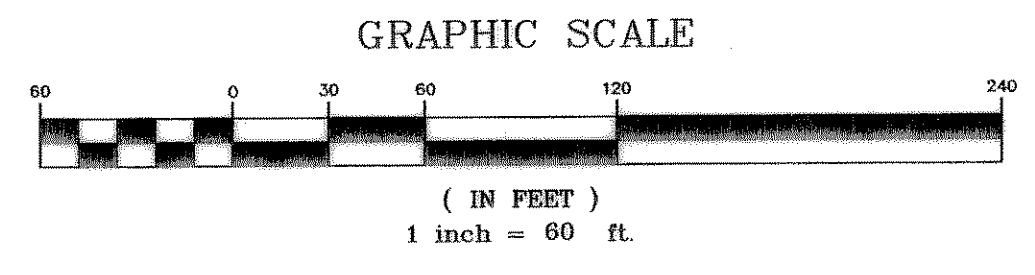 GRAPHIC SCALE
60 0 30 60 120 240
( IN FEET )
1 inch = 60 ft.